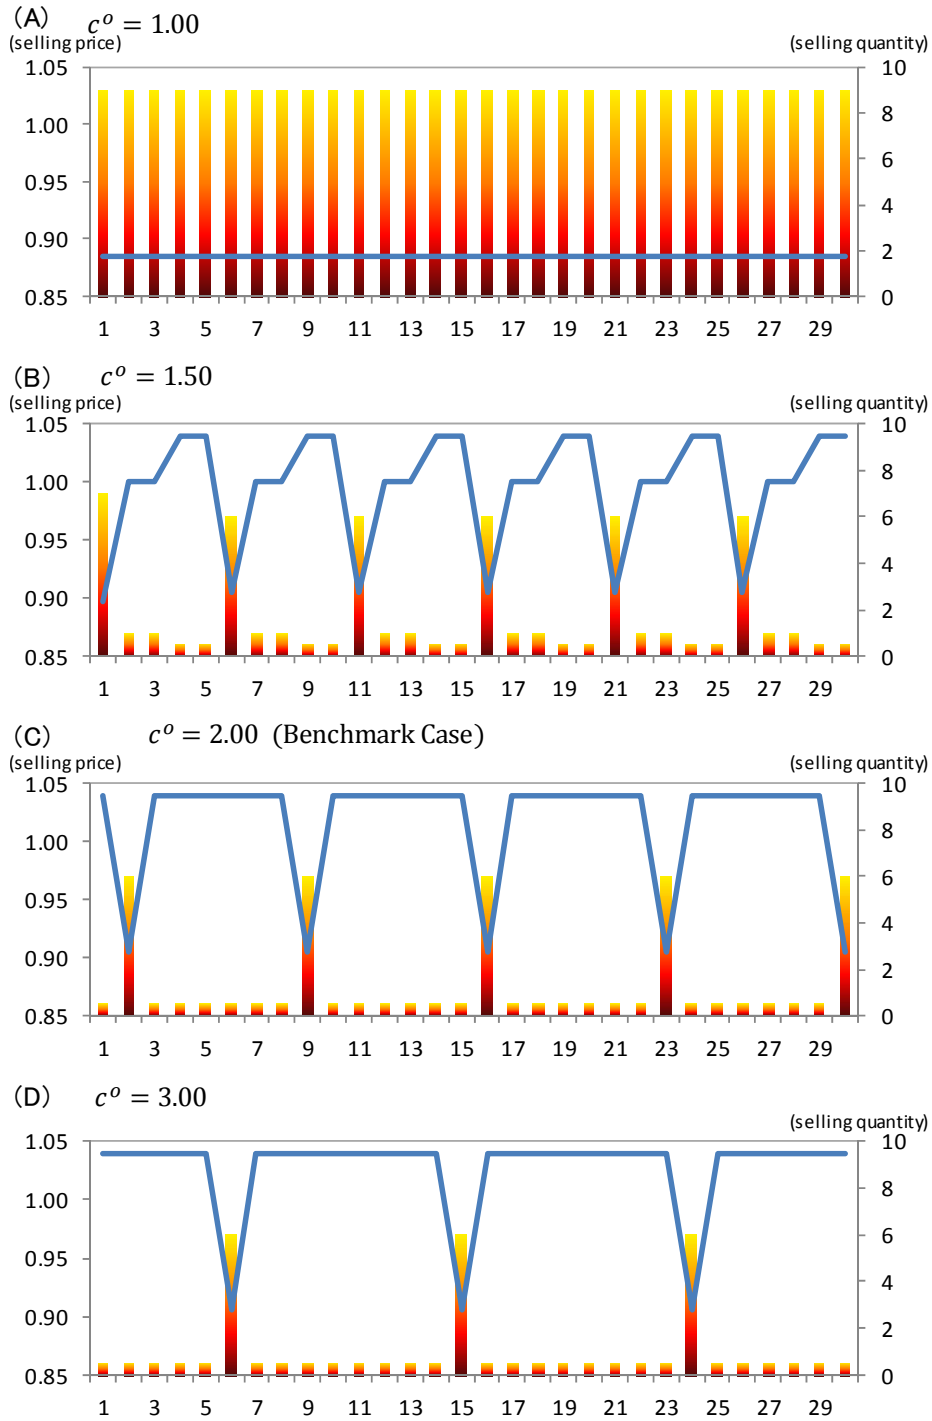 (A) c^o = 1.00
(selling price) (selling quantity)
1.05 10
1.00 8
6
0.95
4
0.90 2
0.85 0
1 3 5 7 9 11 13 15 17 19 21 23 25 27 29
(B) c^o = 1.50
(selling price) (selling quantity)
1.05 10
1.00 8
0.95 6
4
0.90 2
0.85 0
1 3 5 7 9 11 13 15 17 19 21 23 25 27 29
(C) c^o = 2.00 (Benchmark Case)
(selling price) (selling quantity)
1.05 10
1.00 8
0.95 6
4
0.90 2
0.85 0
1 3 5 7 9 11 13 15 17 19 21 23 25 27 29
(D) c^o = 3.00
(selling quantity)
1.05 10
1.00 8
0.95 6
4
0.90 2
0.85 0
1 3 5 7 9 11 13 15 17 19 21 23 25 27 29